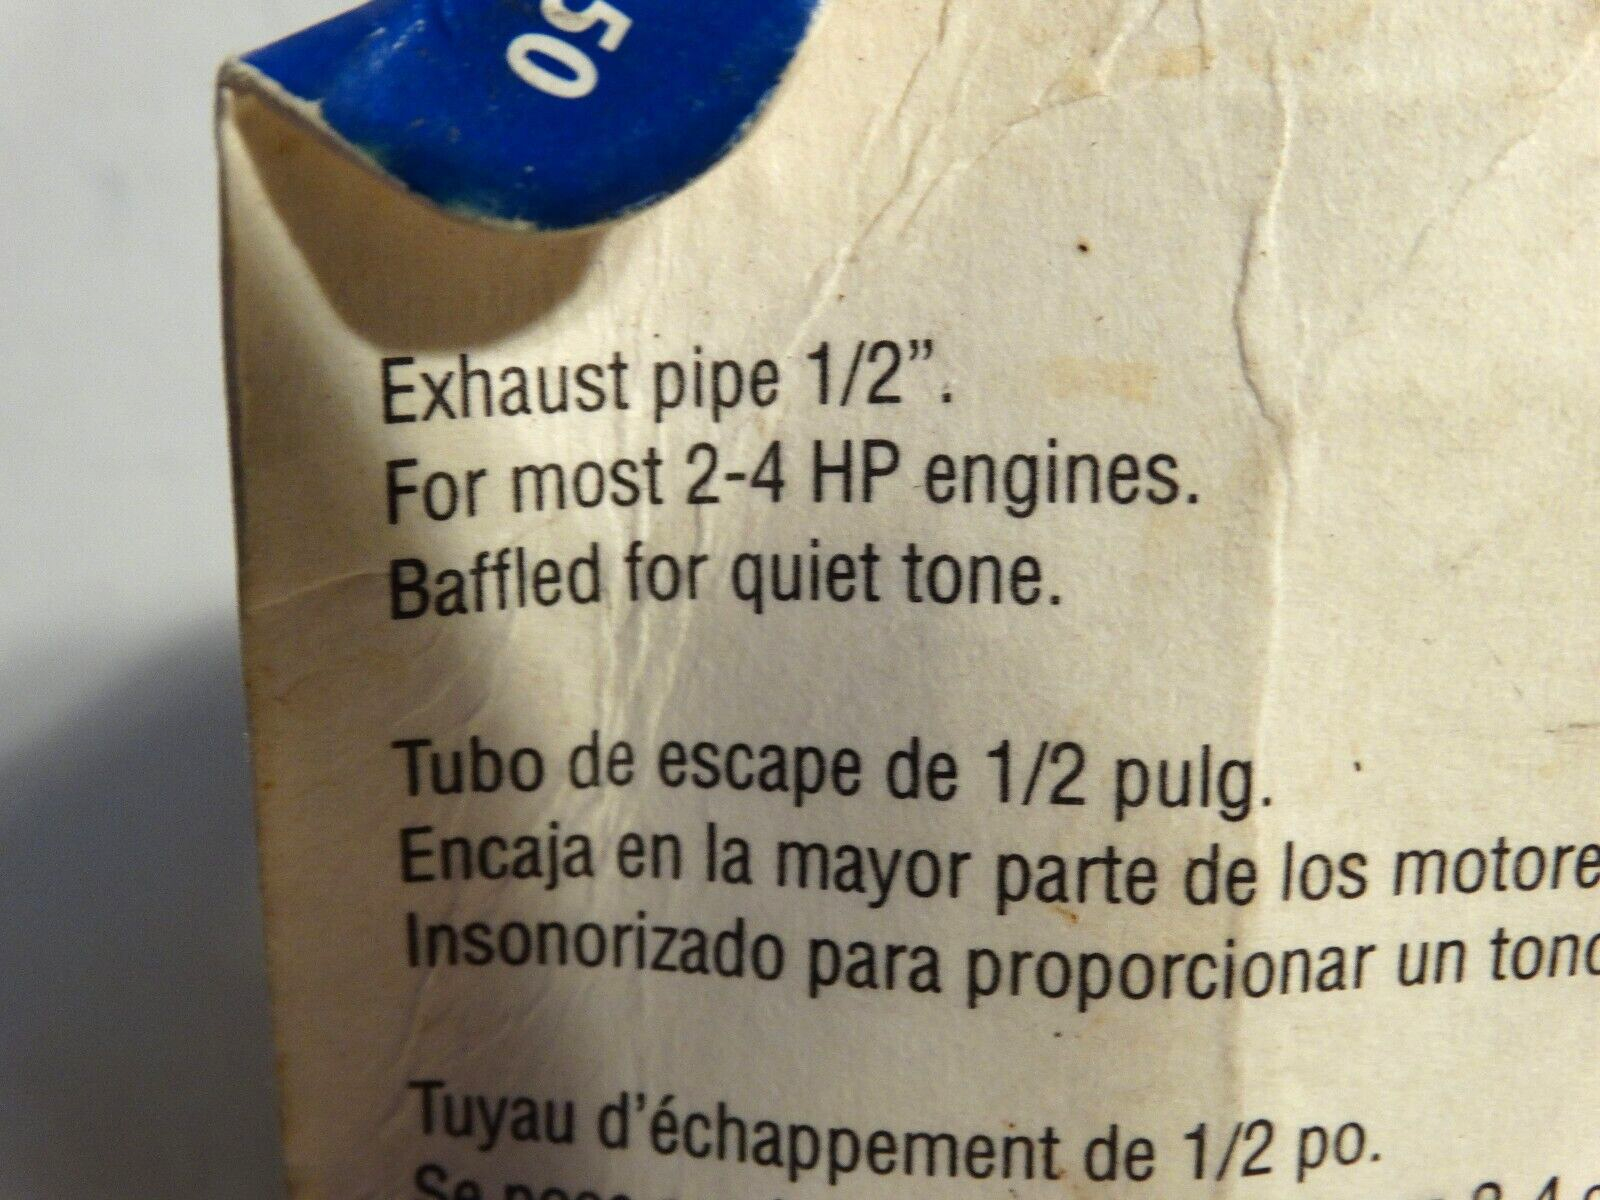 50
Exhaust pipe 1/2”.
For most 2-4 HP engines.
Baffled for quiet tone.
Tubo de escape de 1/2 pulg.
Encaja en la mayor parte de los motore
Insonorizado para proporcionar un
Tuyau d’échappement de 1/2 po.
Se